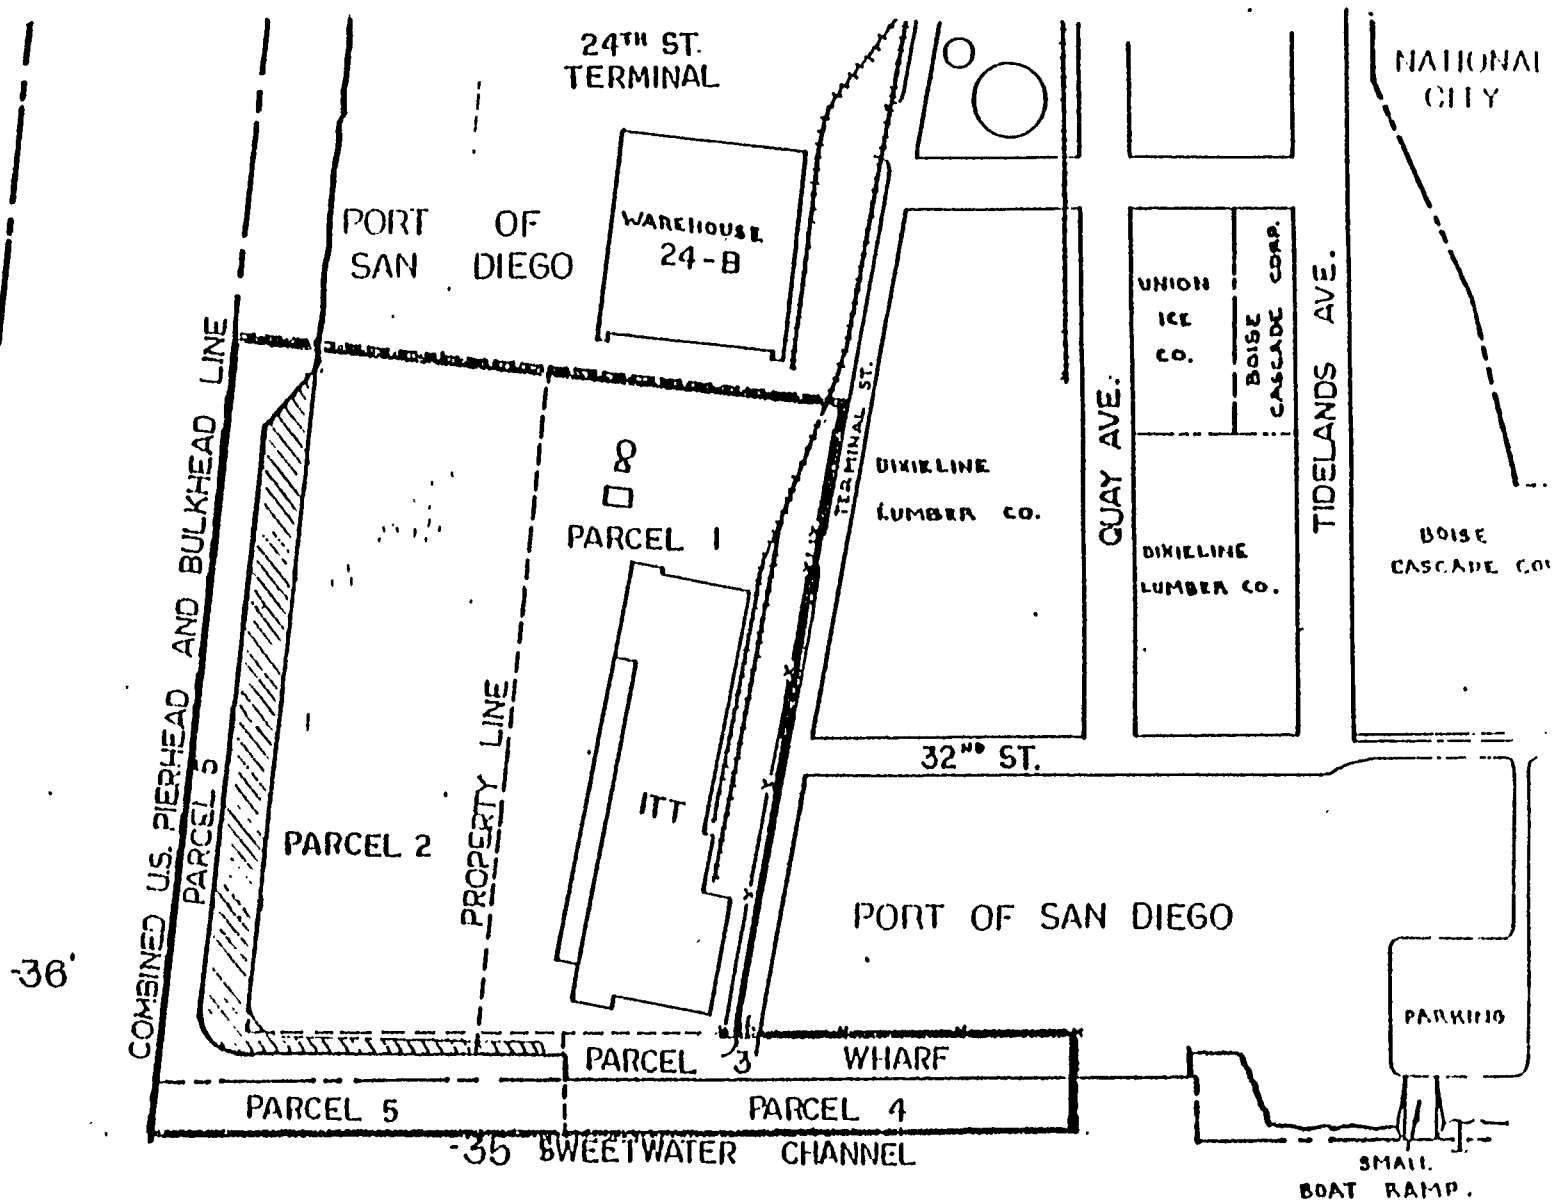 24TH ST.
TERMINAL
NATIONAL
CITY
PORT OF
SAN DIEGO
WAREHOUSE
24-B
UNION
ICE
CO.
BOISE
CASCADE CORP.
TIDELANDS AVE.
QUAY AVE.
TERMINAL ST.
COMBINED U.S. PIERHEAD AND BULKHEAD LINE
PARCEL 5
PARCEL 1
DIXIELINE
LUMBER CO.
DIXIELINE
LUMBER CO.
BOISE
CASCADE CO
PROPERTY LINE
ITT
32ND ST.
PARCEL 2
PORT OF SAN DIEGO
-36'
PARKING
PARCEL 3 WHARF
PARCEL 5 PARCEL 4
-35 SWEETWATER CHANNEL
SMALL
BOAT RAMP.